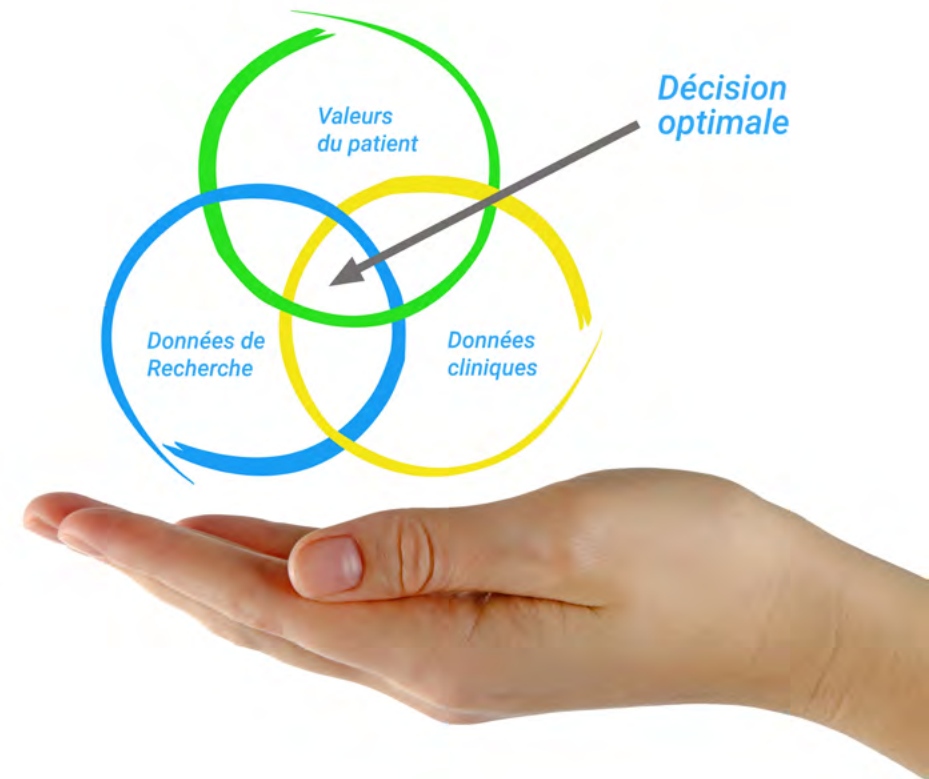 Valeurs
du patient
Décision
optimale
Données de
Recherche
Données
cliniques